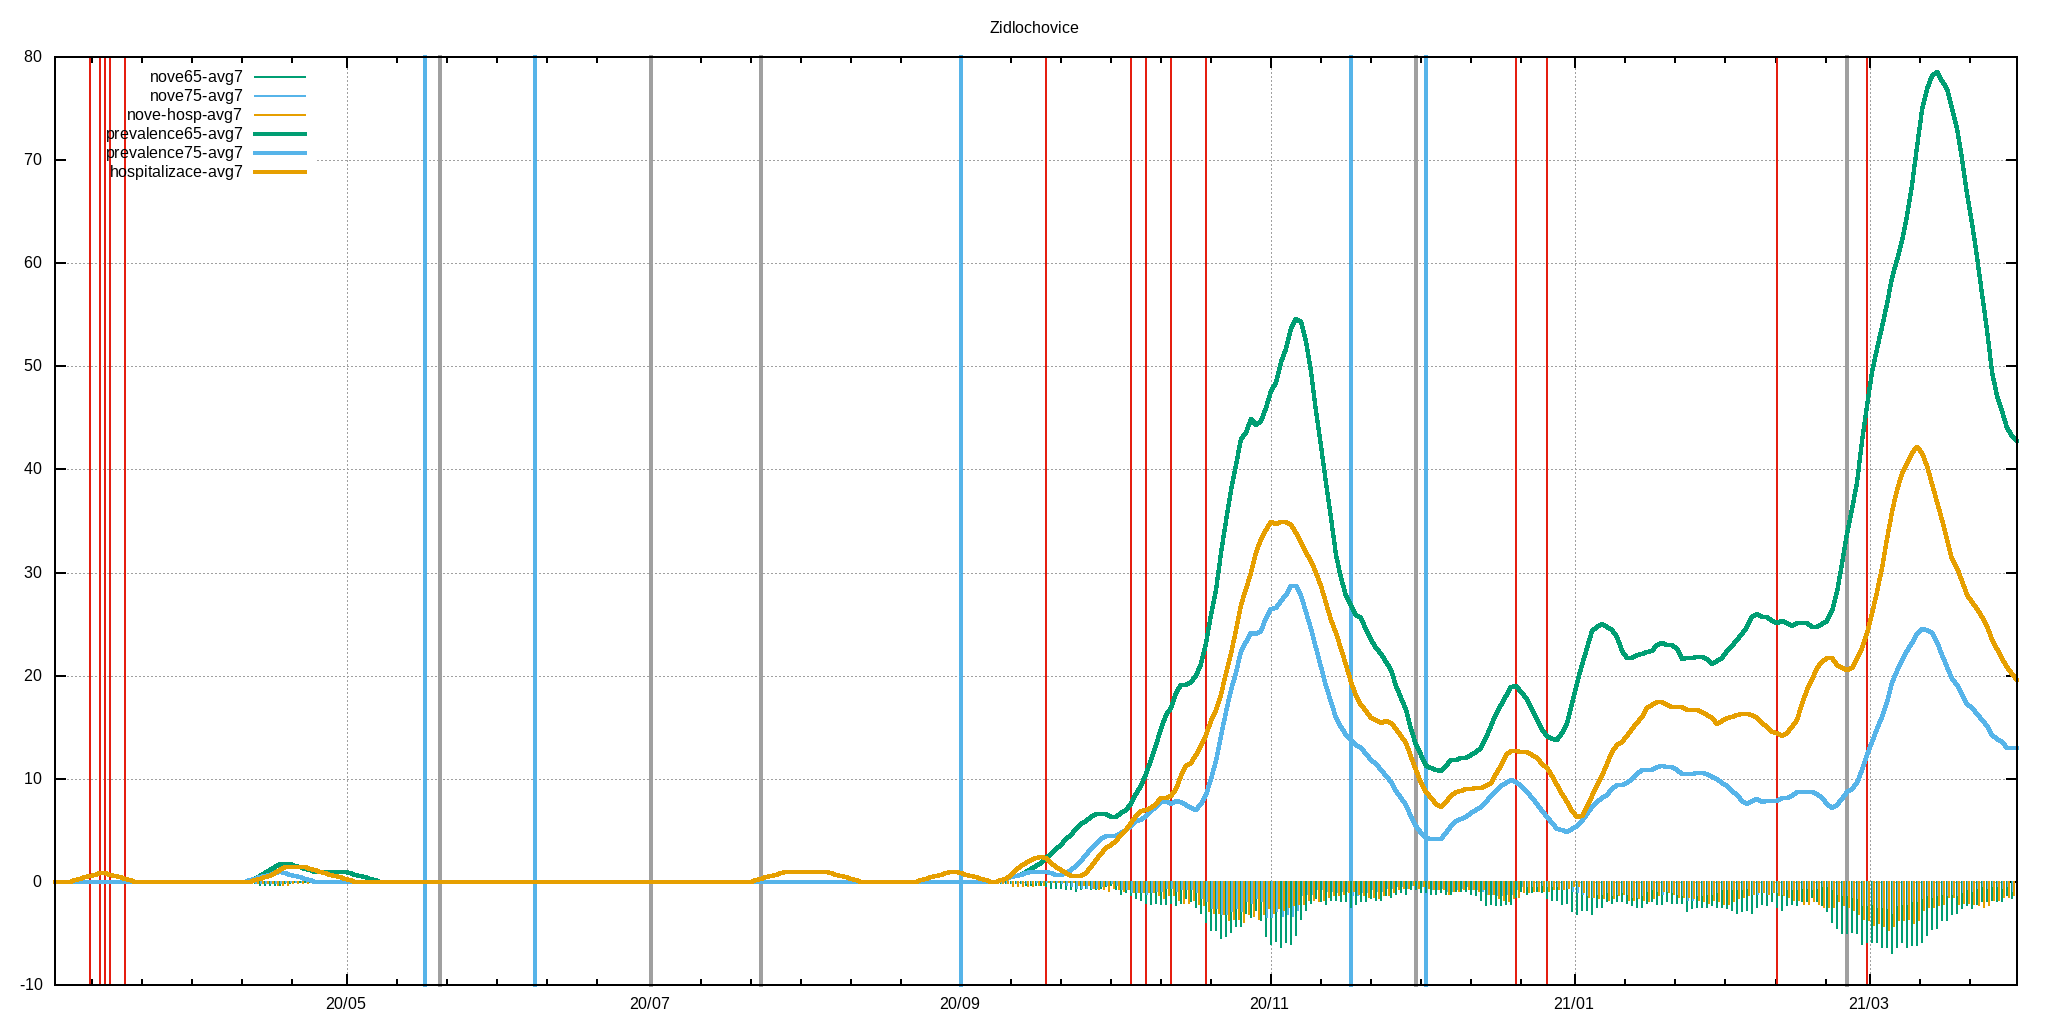 Zidlochovice
80
70
60
50
40
30
20
10
0
-10
nove65-avg7
nove75-avg7
nove-hosp-avg7
prevalence65-avg7
prevalence75-avg7
hospitalizace-avg7
20/05 20/07 20/09 20/11 21/01 21/03